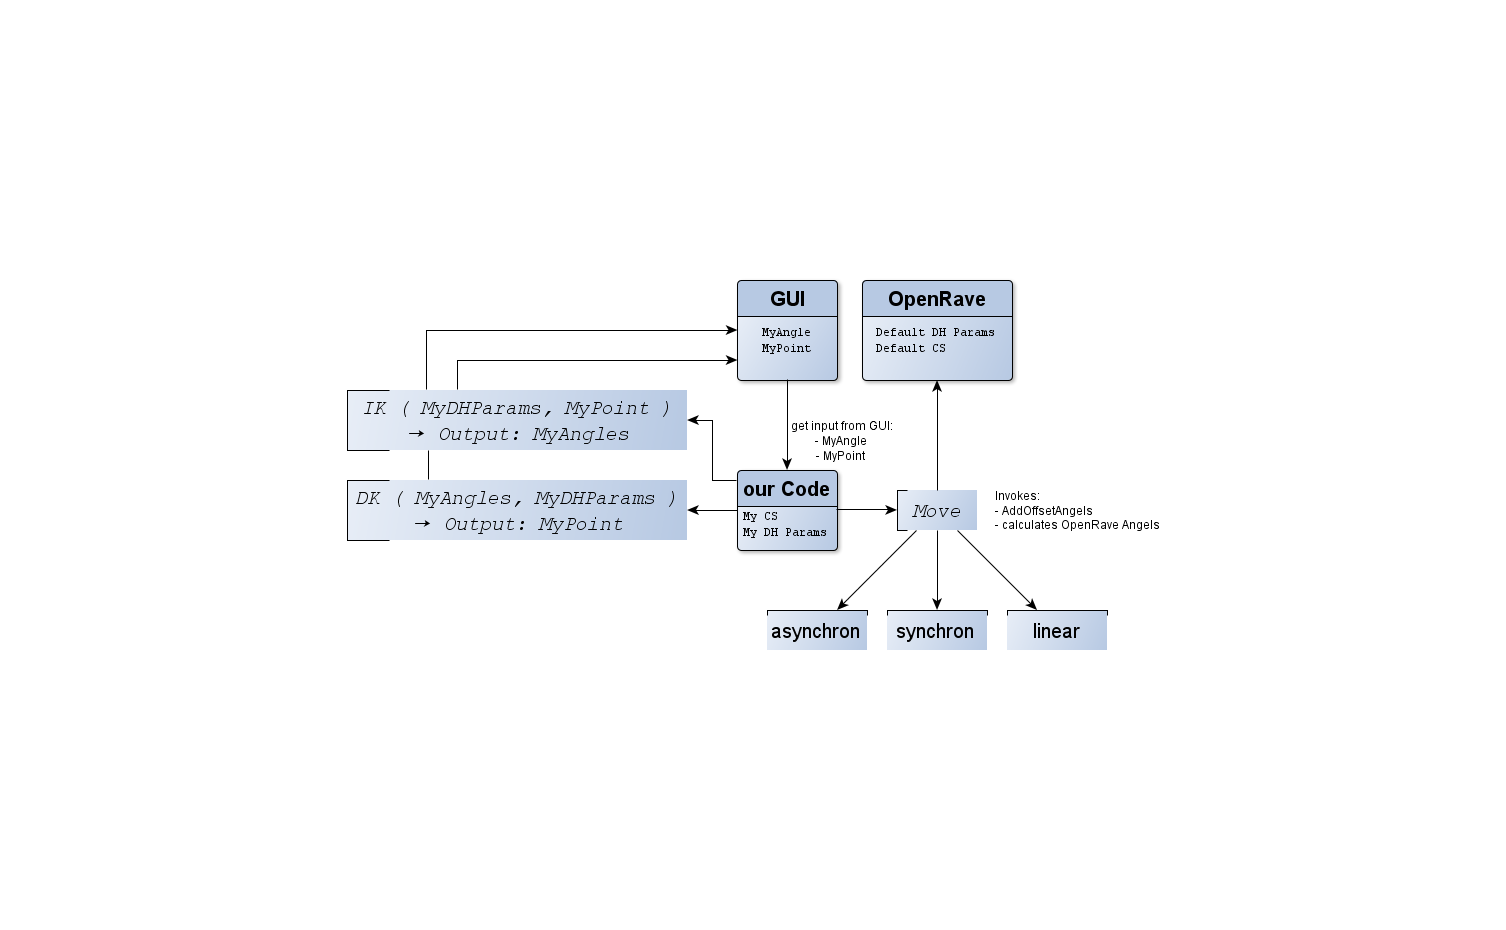 GUI
MyAngle
MyPoint
OpenRave
Default DH Params
Default CS
IK ( MyDHParams, MyPoint )
→ Output: MyAngles
get input from GUI:
- MyAngle
- MyPoint
DK ( MyAngles, MyDHParams )
→ Output: MyPoint
our Code
My CS
My DH Params
Move
Invokes:
- AddOffsetAngels
- calculates OpenRave Angels
asynchron
synchron
linear